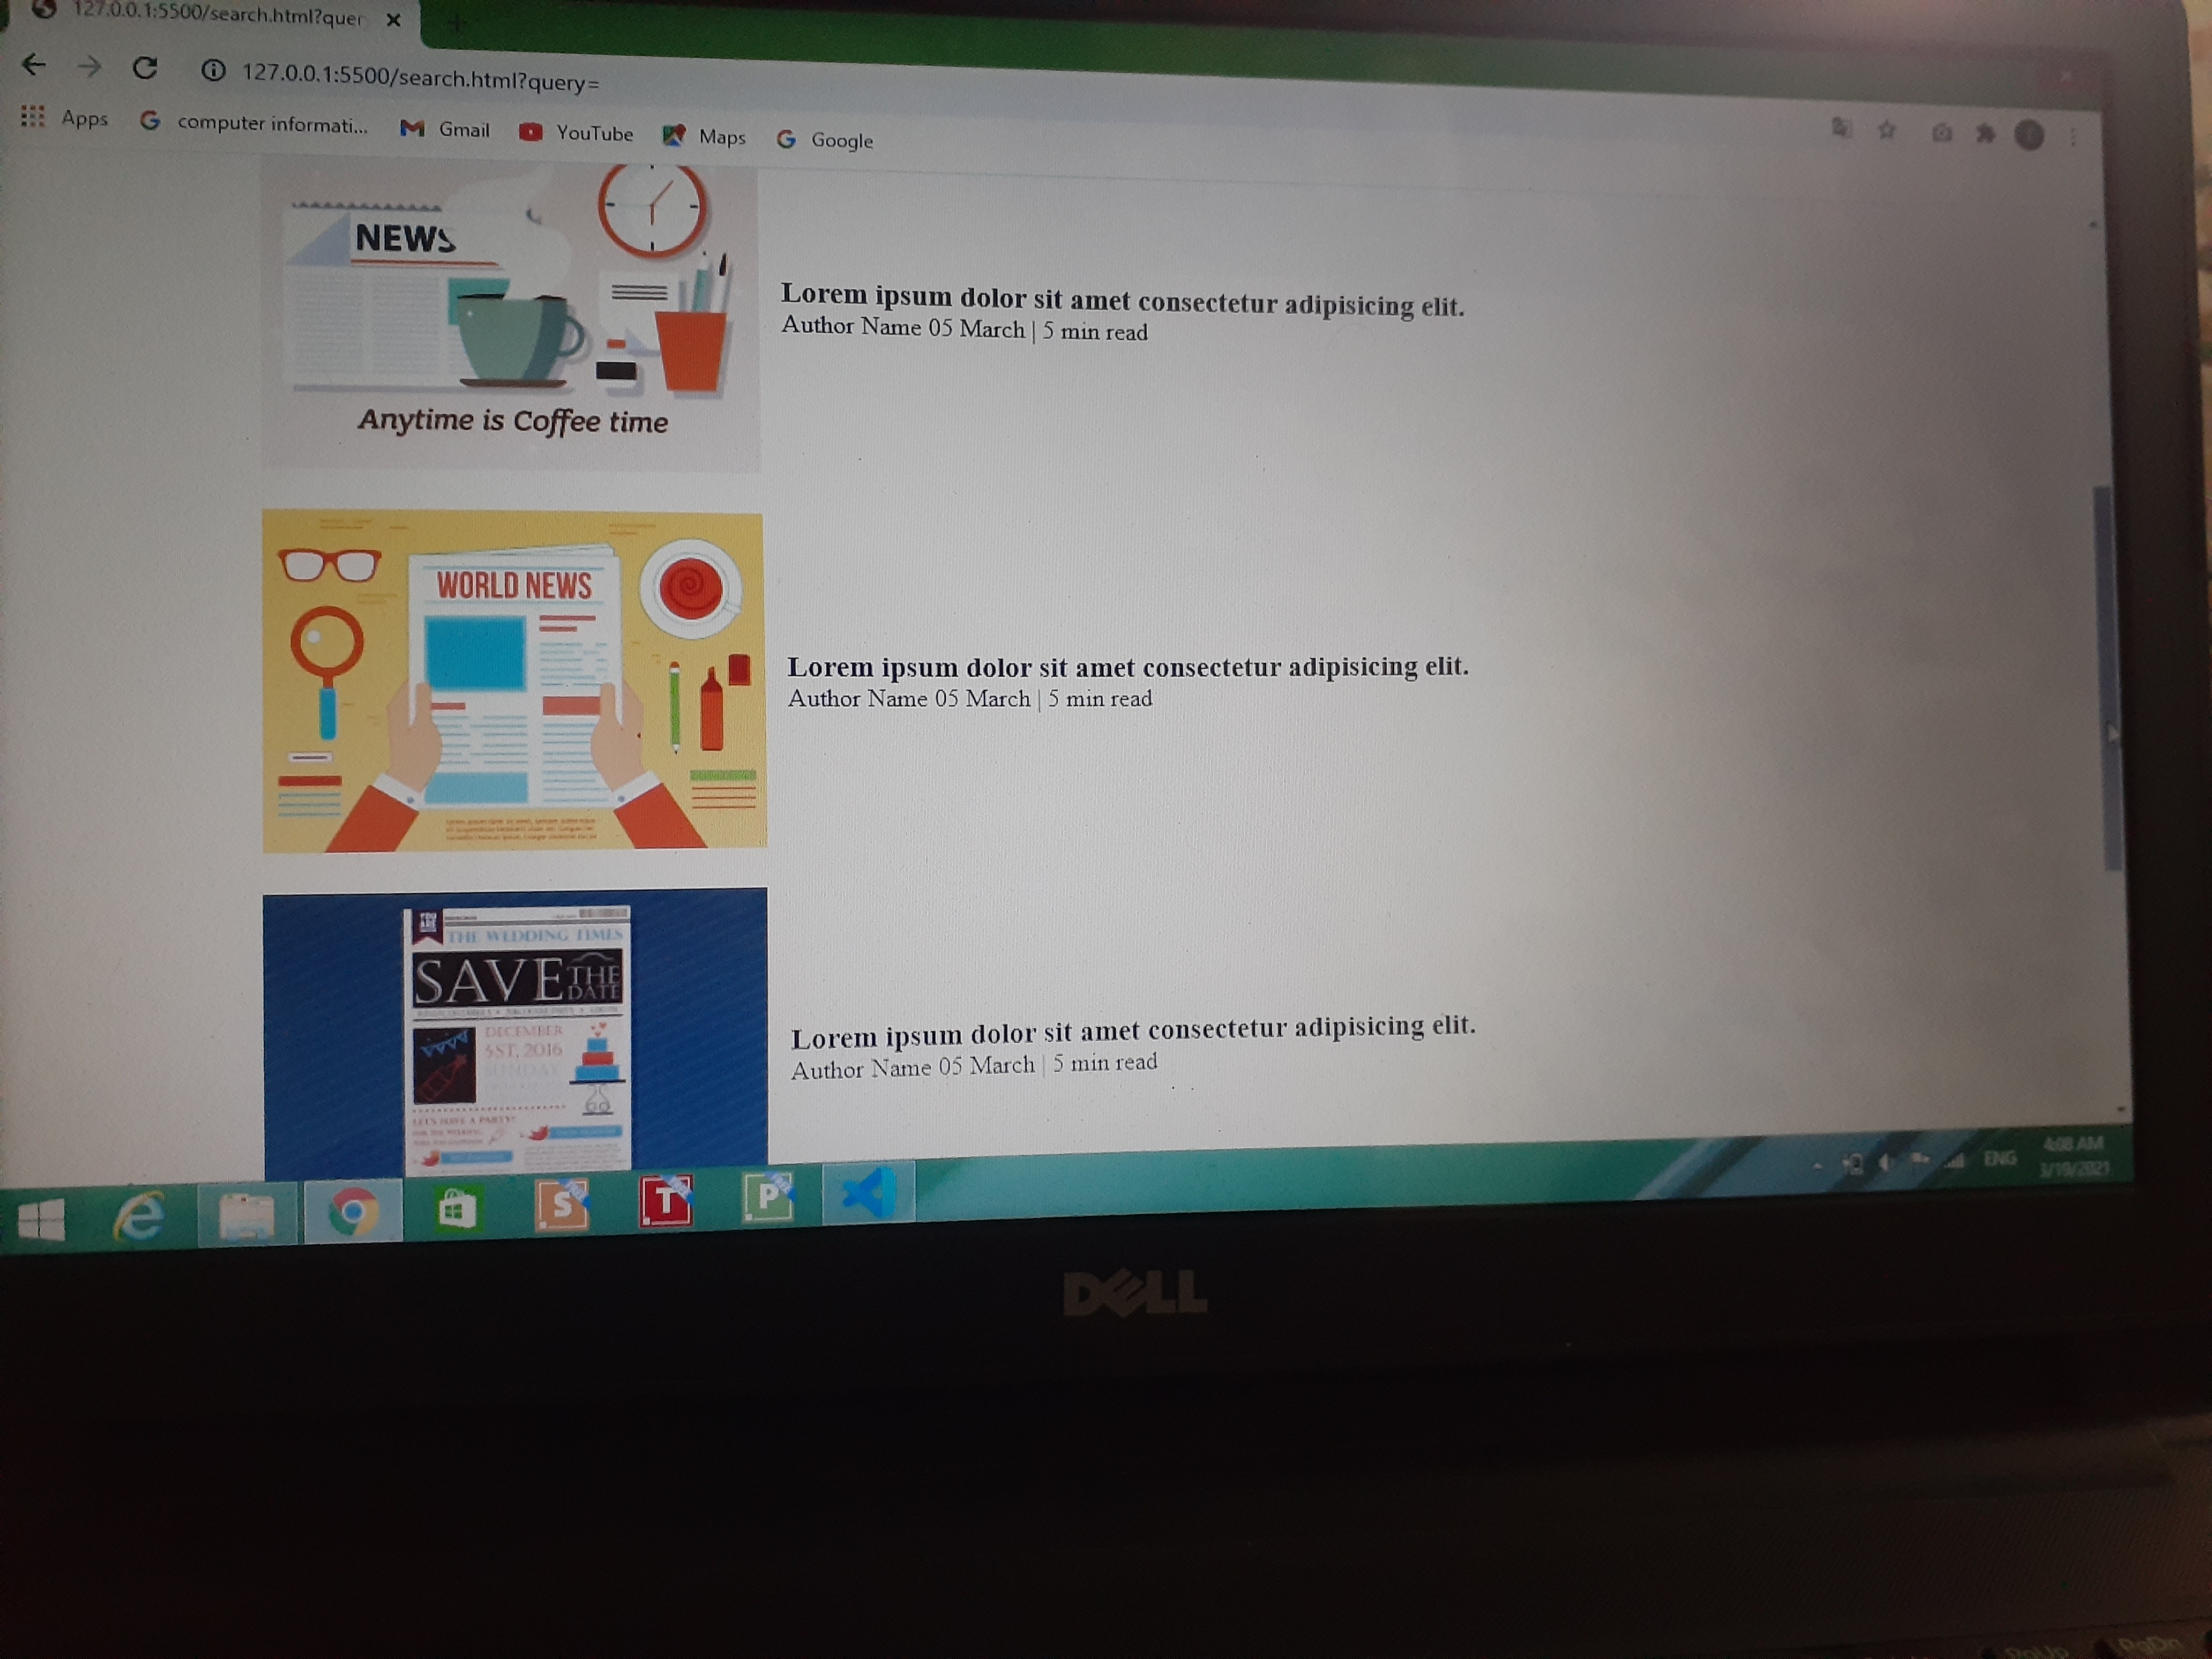 127.0.0.1:5500/search.html?quer
127.0.0.1:5500/search.html?query=
Apps computer informati... Gmail YouTube Maps Google
NEWS
Anytime is Coffee time
Lorem ipsum dolor sit amet consectetur adipisicing elit.
Author Name 05 March | 5 min read
WORLD NEWS
Lorem ipsum dolor sit amet consectetur adipisicing elit.
Author Name 05 March | 5 min read
YOU ARE
THE WEDDING TIMES
SAVE THE DATE
DECEMBER
5ST, 2016
SUNDAY
LET'S HAVE A PARTY!
Lorem ipsum dolor sit amet consectetur adipisicing elit.
Author Name 05 March | 5 min read
S
T
P
ENG
4:08 AM
3/19/2021
DELL
PgUp
PgDn